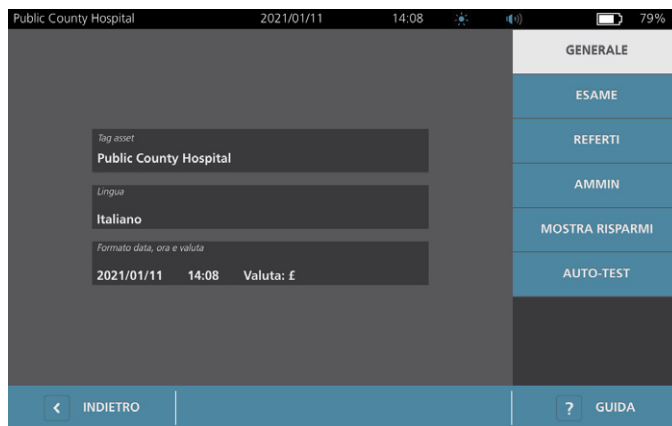 Public County Hospital 2021/01/11 14:08 79%
GENERALE
ESAME
REFERTI
AMMIN
MOSTRA RISPARMI
AUTO-TEST
Tag asset
Public County Hospital
Lingua
Italiano
Formato data, ora e valuta
2021/01/11 14:08 Valuta: £
INDIETRO
? GUIDA